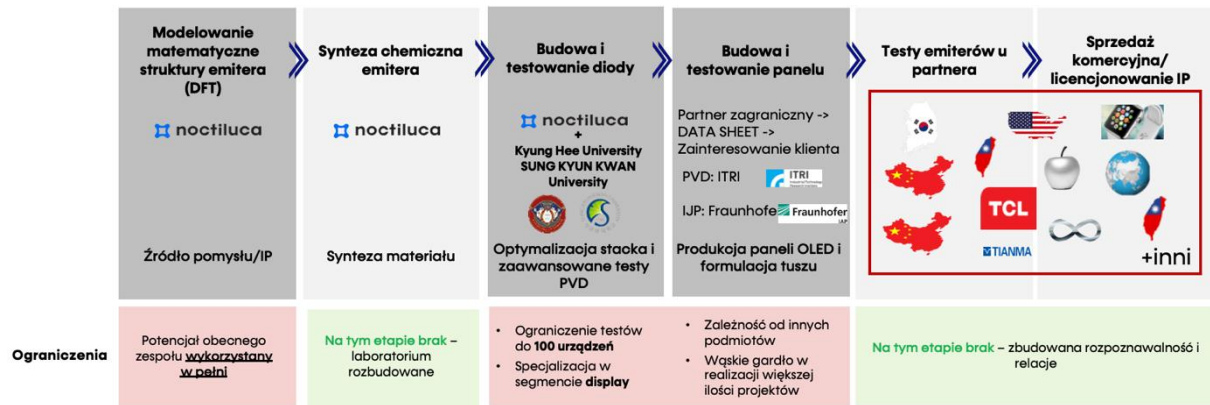 Modelowanie
matematyczne
struktury emitera
(DFT)
noctiluca
Źródło pomysłu/IP
Synteza chemiczna
emitera
noctiluca
Synteza materiału
Budowa i
testowanie diody
noctiluca
+
Kyung Hee University
SUNG KYUN KWAN
University
Optymalizacja stacka i
zaawansowane testy
PVD
Budowa i
testowanie panelu
Partner zagraniczny ->
DATA SHEET ->
Zainteresowanie klienta
PVD: ITRI
ITRI
IJP: Fraunhofe
Fraunhofer
IAP
Produkcja paneli OLED i
formulacja tuszu
Testy emiterów u
partnera
Sprzedaż
komercyjna/
licencjonowanie IP
TCL
TIANMA
+inni
Ograniczenia
Potencjał obecnego
zespołu wykorzystany
w pełni
Na tym etapie brak –
laboratorium
rozbudowane
• Ograniczenie testów
do 100 urządzeń
• Specjalizacja w
segmencie display
• Zależność od innych
podmiotów
• Wąskie gardło w
realizacji większej
ilości projektów
Na tym etapie brak – zbudowana rozpoznawalność i
relacje